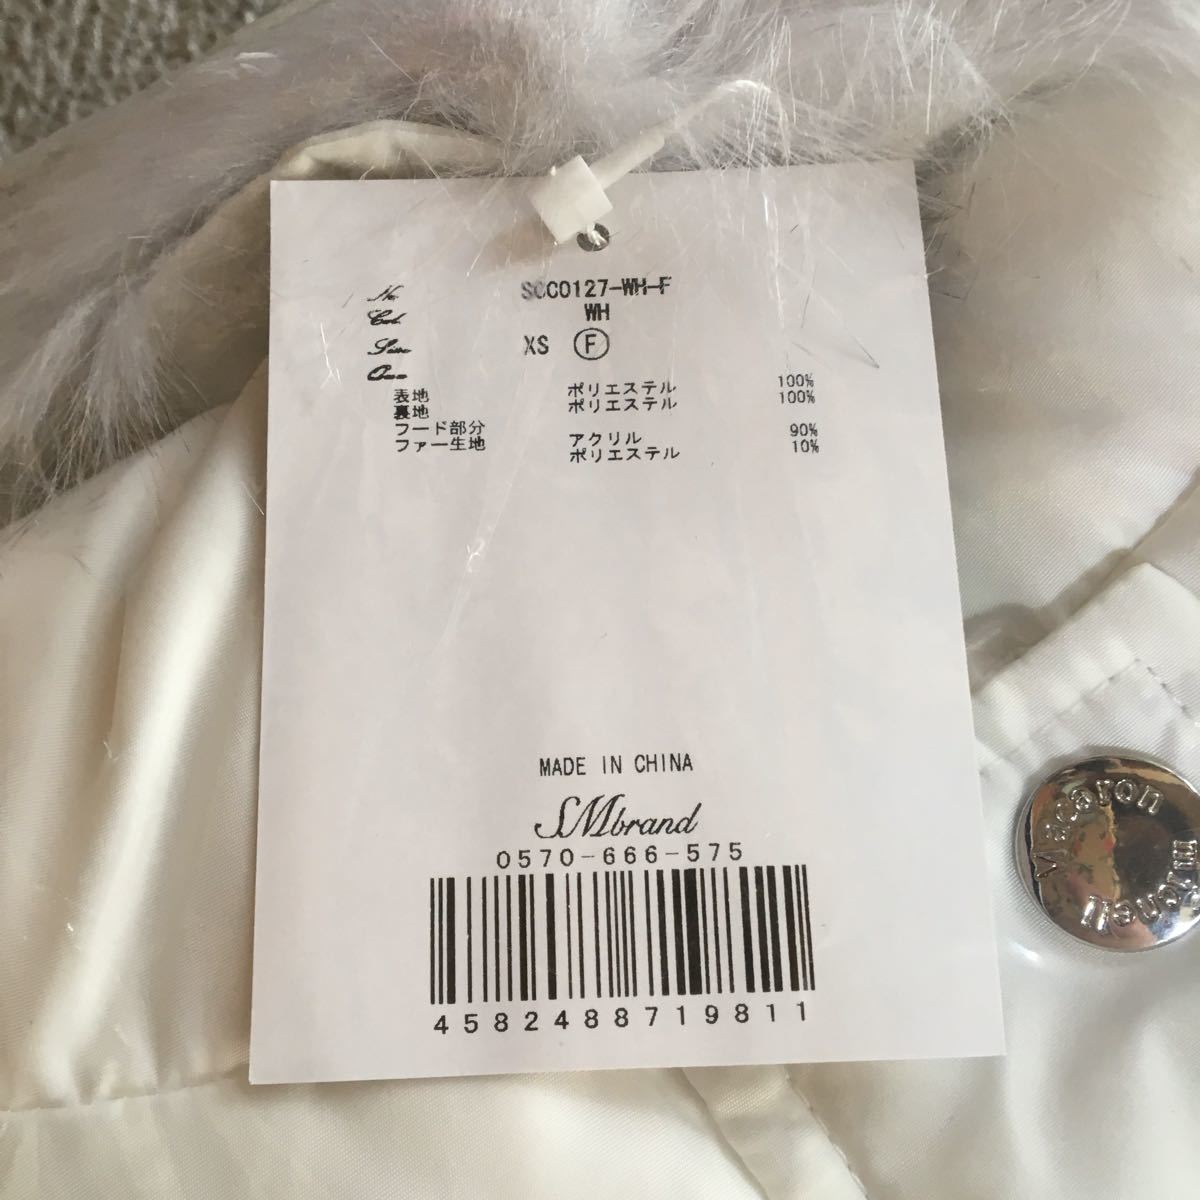 No. SCC0127-WH-F
Col. WH
Size XS F
表地 ポリエステル 100%
裏地 ポリエステル 100%
フード部分
ファー生地 アクリル 90%
ポリエステル 10%
MADE IN CHINA
SMbrand
0570-666-575
4582488719811
Macaron